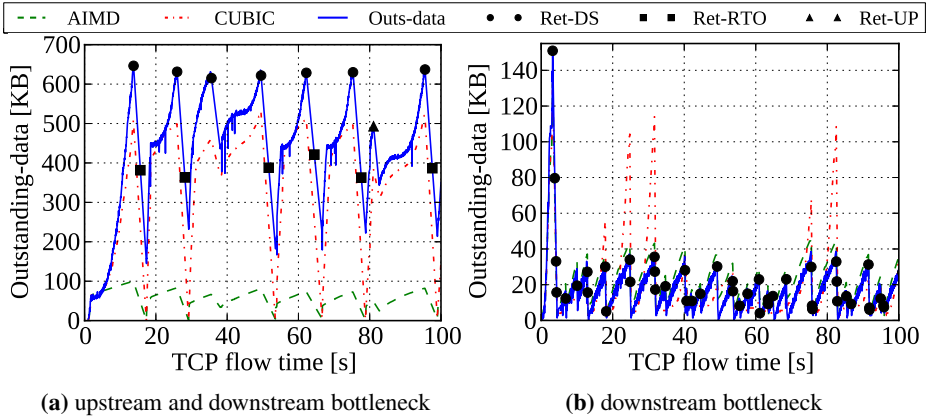 AIMD CUBIC Outs-data Ret-DS Ret-RTO Ret-UP
Outstanding-data [KB]
700
600
500
400
300
200
100
0
0 20 40 60 80 100
TCP flow time [s]
(a) upstream and downstream bottleneck
Outstanding-data [KB]
140
120
100
80
60
40
20
0
0 20 40 60 80 100
TCP flow time [s]
(b) downstream bottleneck